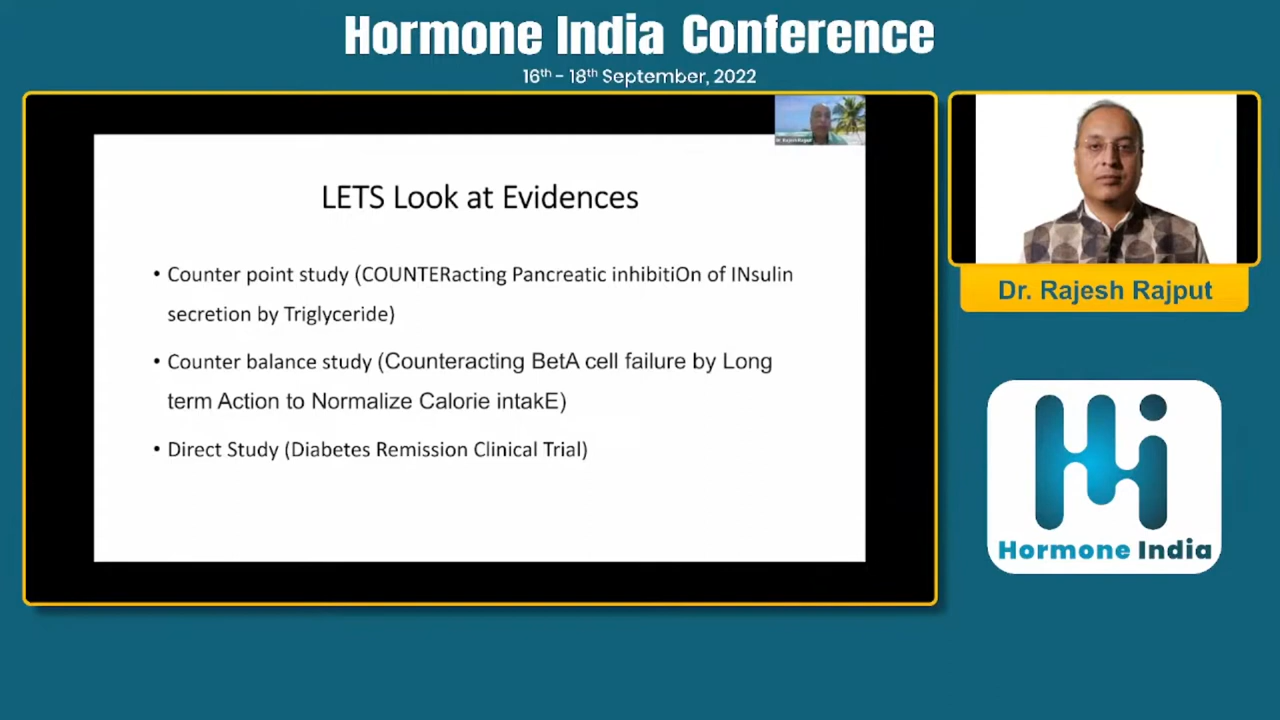 Hormone India Conference
16th - 18th September, 2022
LETS Look at Evidences
• Counter point study (COUNTERacting Pancreatic inhibitiOn of INsulin
secretion by Triglyceride)
• Counter balance study (Counteracting BetA cell failure by Long
term Action to Normalize Calorie intakE)
• Direct Study (Diabetes Remission Clinical Trial)
Dr. Rajesh Rajput
Hormone India